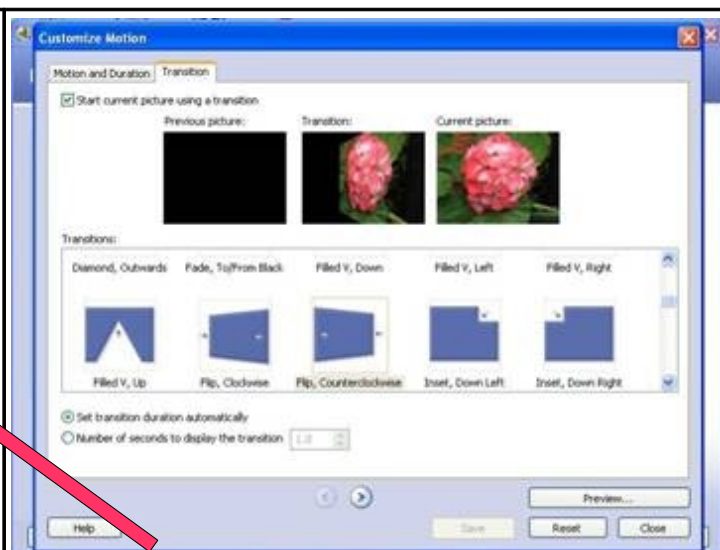 Customize Motion
Motion and Duration Transition
Start current picture using a transition
Previous picture: Transition: Current picture:
Transitions:
Diamond, Outwards Fade, To/From Black Filled V, Down Filled V, Left Filled V, Right
Filled V, Up Flip, Clockwise Flip, Counterclockwise Inset, Down Left Inset, Down Right
Set transition duration automatically
Number of seconds to display the transition 1.0
Preview...
Help Save Reset Close